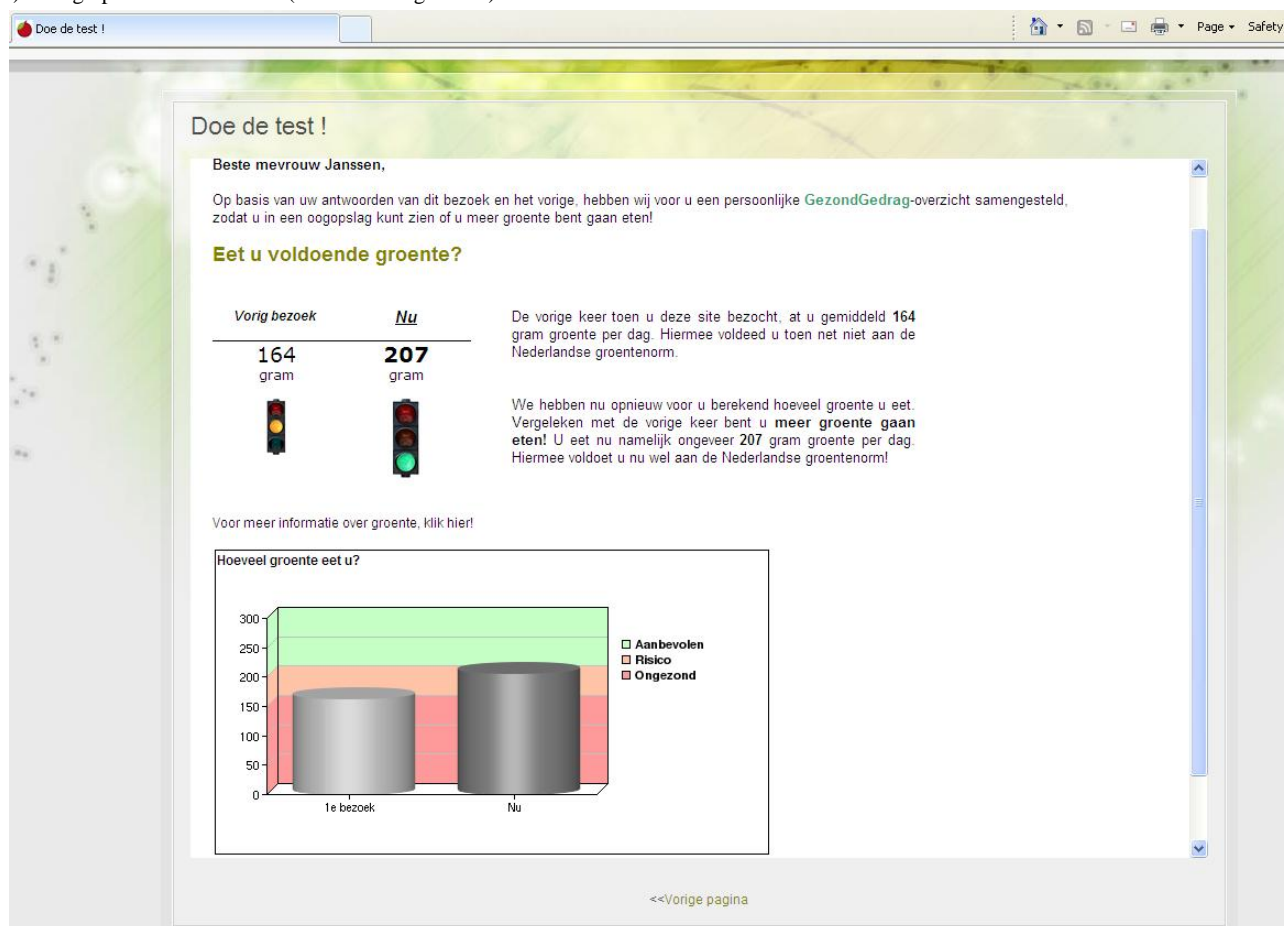 Doe de test !
Page
Safety
Doe de test !
Beste mevrouw Janssen,
Op basis van uw antwoorden van dit bezoek en het vorige, hebben wij voor u een persoonlijke GezondGedrag-overzicht samengesteld,
zodat u in een oogopslag kunt zien of u meer groente bent gaan eten!
Eet u voldoende groente?
Vorig bezoek Nu
164 207
gram gram
De vorige keer toen u deze site bezocht, at u gemiddeld 164
gram groente per dag. Hiermee voldeed u toen net niet aan de
Nederlandse groentenorm.
We hebben nu opnieuw voor u berekend hoeveel groente u eet.
Vergeleken met de vorige keer bent u meer groente gaan
eten! U eet nu namelijk ongeveer 207 gram groente per dag.
Hiermee voldoet u nu wel aan de Nederlandse groentenorm!
Voor meer informatie over groente, klik hier!
Hoeveel groente eet u?
300
250
200
150
100
50
0
1e bezoek Nu
Aanbevolen
Risico
Ongezond
<<Vorige pagina